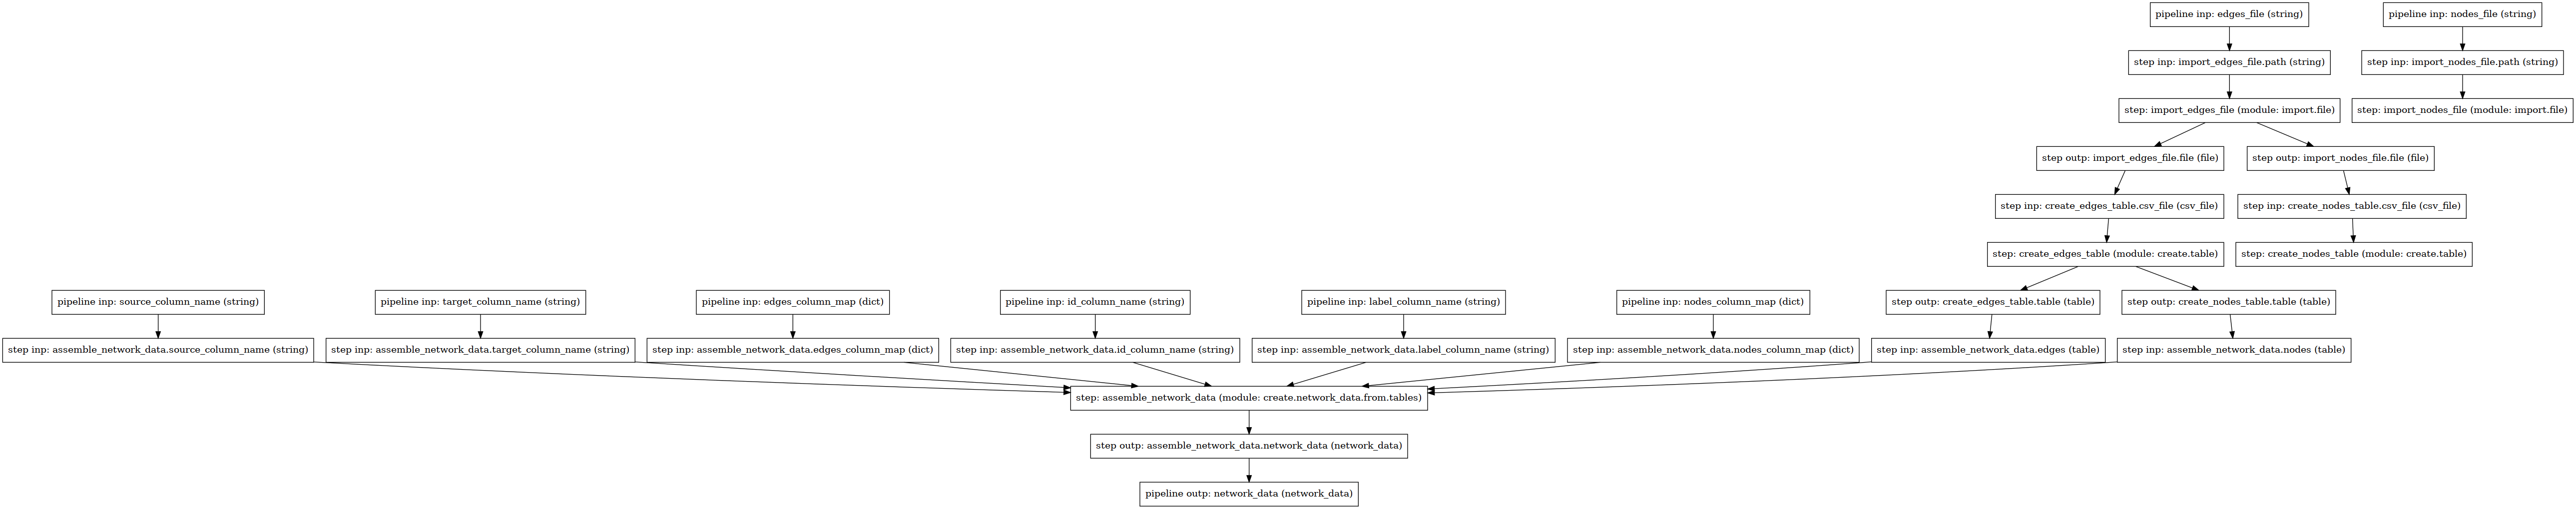 pipeline inp: edges_file (string)
pipeline inp: nodes_file (string)
step inp: import_edges_file.path (string)
step inp: import_nodes_file.path (string)
step: import_edges_file (module: import.file)
step: import_nodes_file (module: import.file)
step outp: import_edges_file.file (file)
step outp: import_nodes_file.file (file)
step inp: create_edges_table.csv_file (csv_file)
step inp: create_nodes_table.csv_file (csv_file)
step: create_edges_table (module: create.table)
step: create_nodes_table (module: create.table)
pipeline inp: source_column_name (string)
pipeline inp: target_column_name (string)
pipeline inp: edges_column_map (dict)
pipeline inp: id_column_name (string)
pipeline inp: label_column_name (string)
pipeline inp: nodes_column_map (dict)
step outp: create_edges_table.table (table)
step outp: create_nodes_table.table (table)
step inp: assemble_network_data.source_column_name (string)
step inp: assemble_network_data.target_column_name (string)
step inp: assemble_network_data.edges_column_map (dict)
step inp: assemble_network_data.id_column_name (string)
step inp: assemble_network_data.label_column_name (string)
step inp: assemble_network_data.nodes_column_map (dict)
step inp: assemble_network_data.edges (table)
step inp: assemble_network_data.nodes (table)
step: assemble_network_data (module: create.network_data.from.tables)
step outp: assemble_network_data.network_data (network_data)
pipeline outp: network_data (network_data)